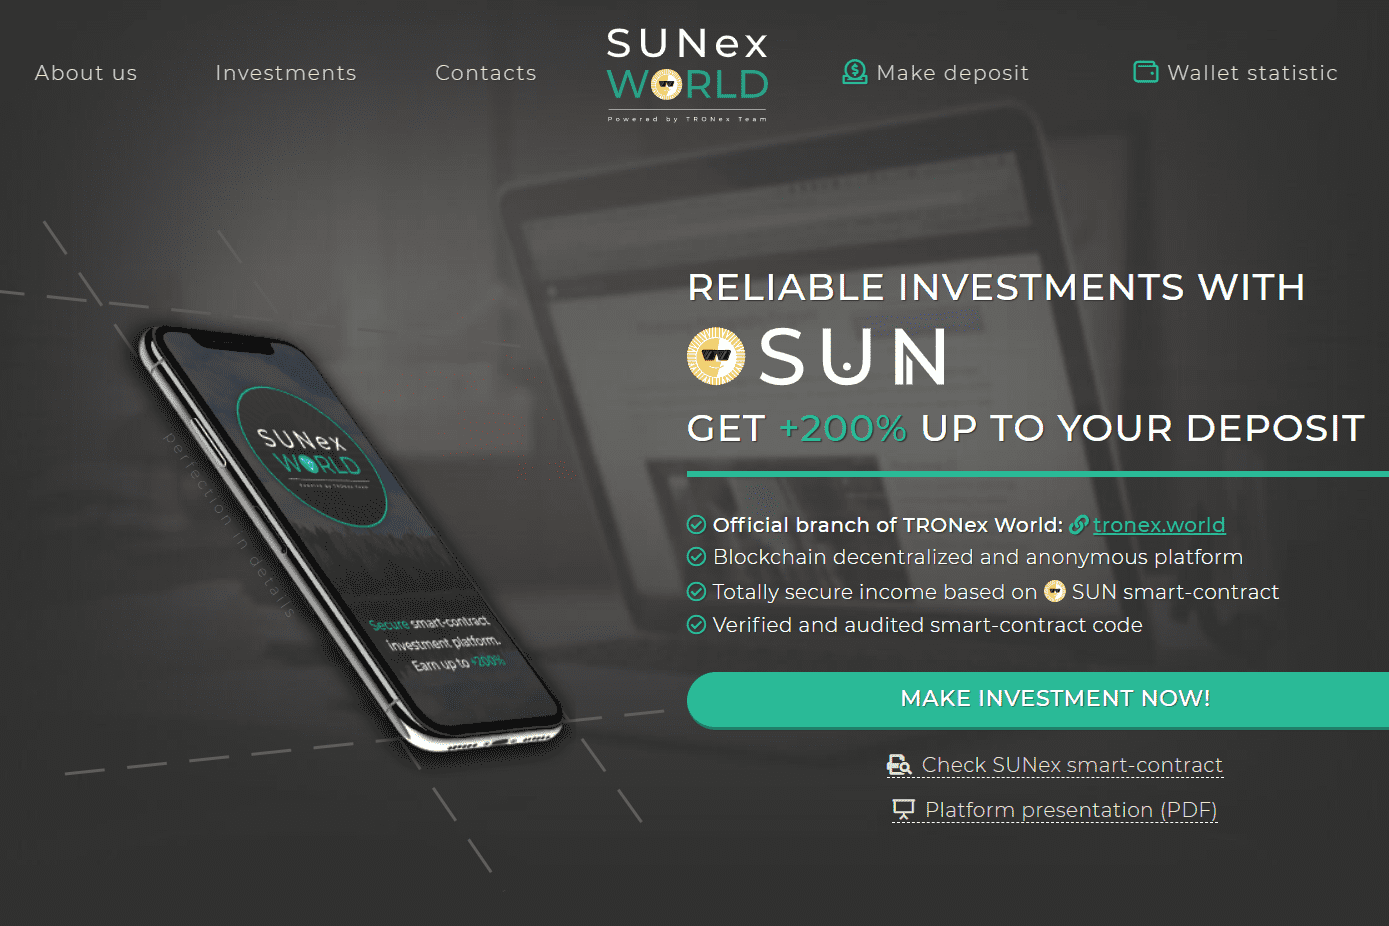 About us
Investments
Contacts
SUNex
WORLD
Powered by TRONex Team
Make deposit
Wallet statistic
RELIABLE INVESTMENTS WITH
SUN
GET +200% UP TO YOUR DEPOSIT
Official branch of TRONex World: tronex.world
Blockchain decentralized and anonymous platform
Totally secure income based on SUN smart-contract
Verified and audited smart-contract code
MAKE INVESTMENT NOW!
Check SUNex smart-contract
Platform presentation (PDF)
SUNex
WORLD
Powered by TRONex Team
perfection in details
Secure smart-contract
investment platform.
Earn up to +200%